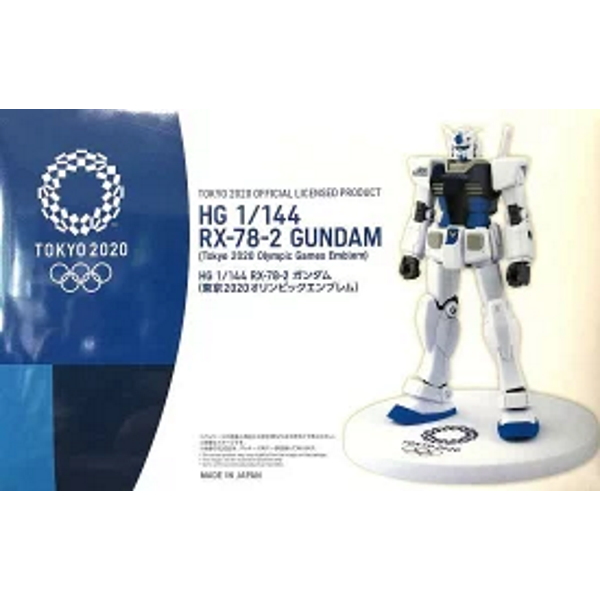 TOKYO 2020
TOKYO 2020 OFFICIAL LICENSED PRODUCT
HG 1/144
RX-78-2 GUNDAM
(Tokyo 2020 Olympic Games Emblem)
HG 1/144 RX-78-2 ガンダム
(東京2020オリンピックエンブレム)
MADE IN JAPAN